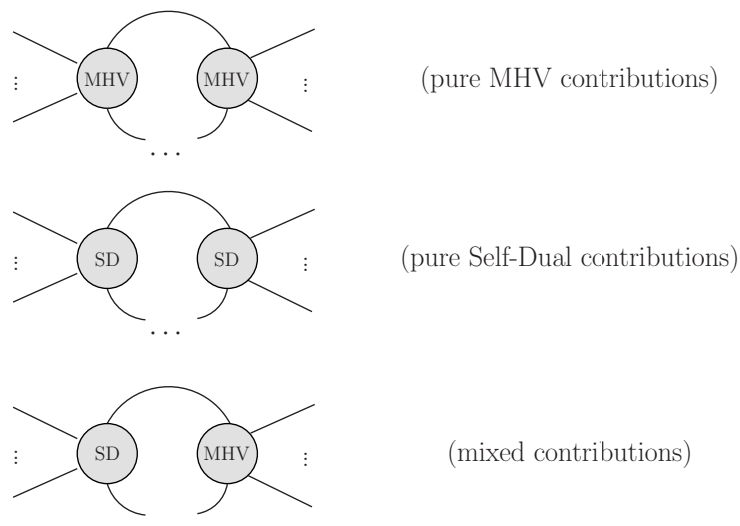 MHV MHV (pure MHV contributions)
...
SD SD (pure Self-Dual contributions)
...
SD MHV (mixed contributions)